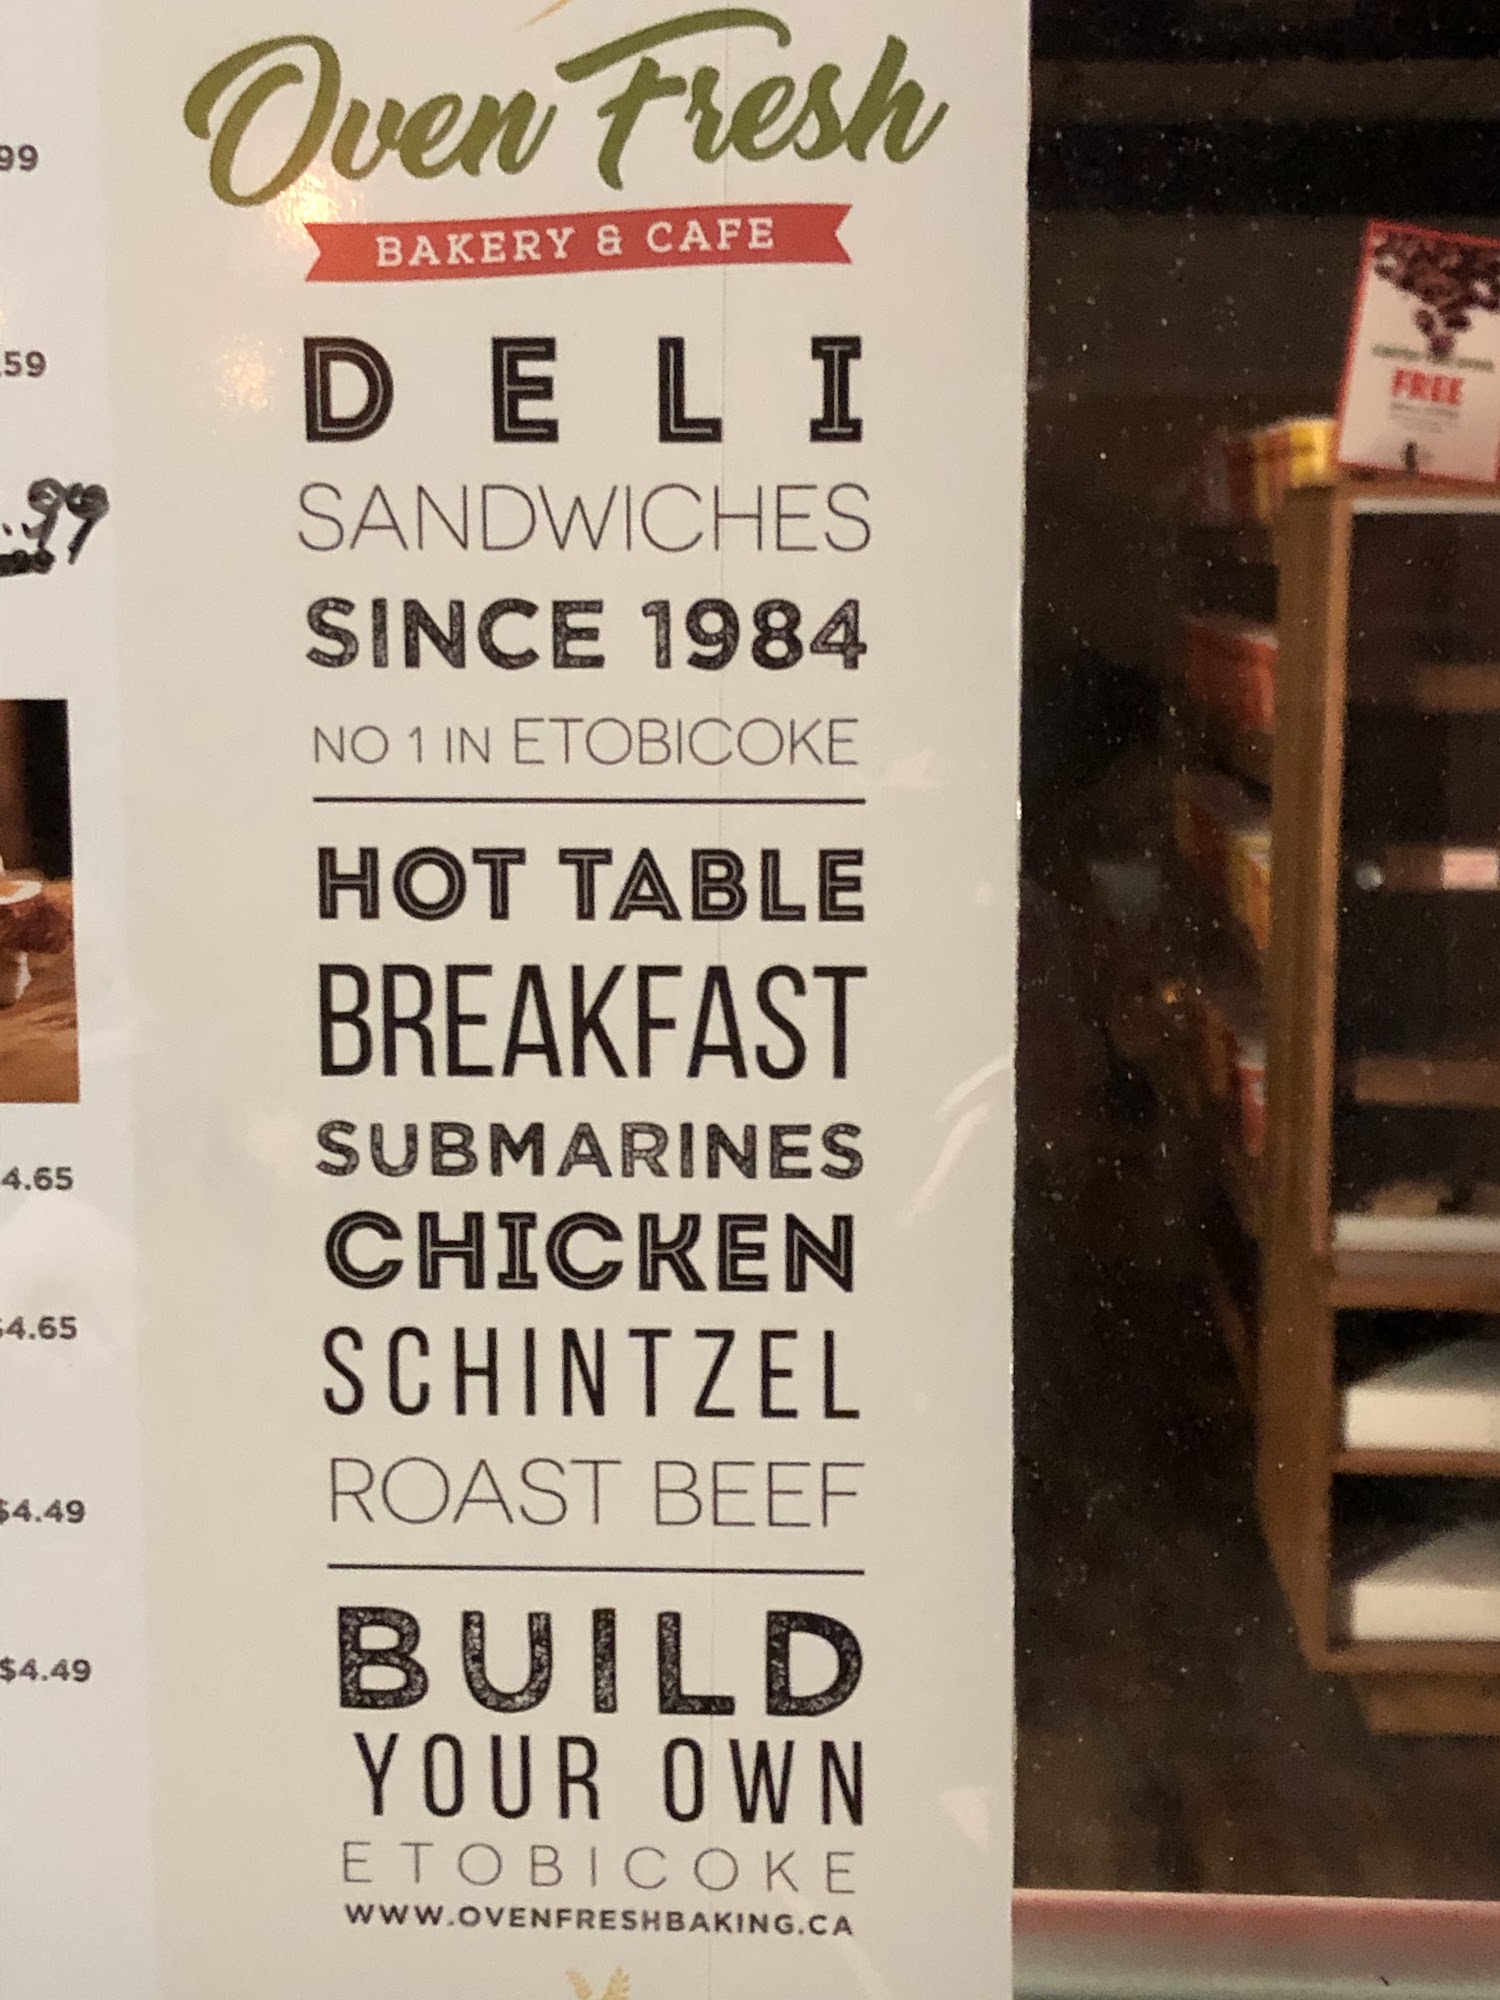 Oven Fresh
BAKERY & CAFE
DELI
SANDWICHES
SINCE 1984
NO 1 IN ETOBICOKE
HOT TABLE
BREAKFAST
SUBMARINES
CHICKEN
SCHINTZEL
ROAST BEEF
BUILD
YOUR OWN
ETOBICOKE
WWW.OVENFRESHBAKING.CA
99
.59
.99
4.65
$4.65
$4.49
$4.49
FREE